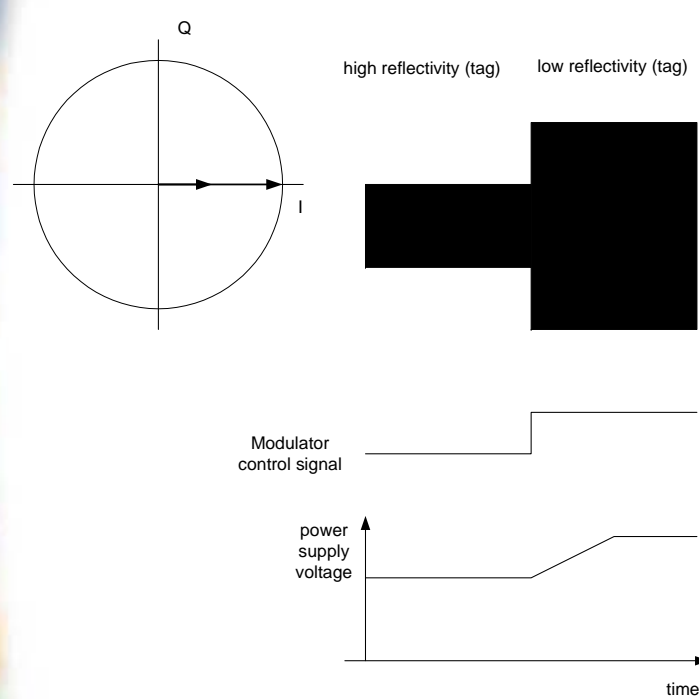 Q
high reflectivity (tag)
low reflectivity (tag)
I
Modulator
control signal
power
supply
voltage
time